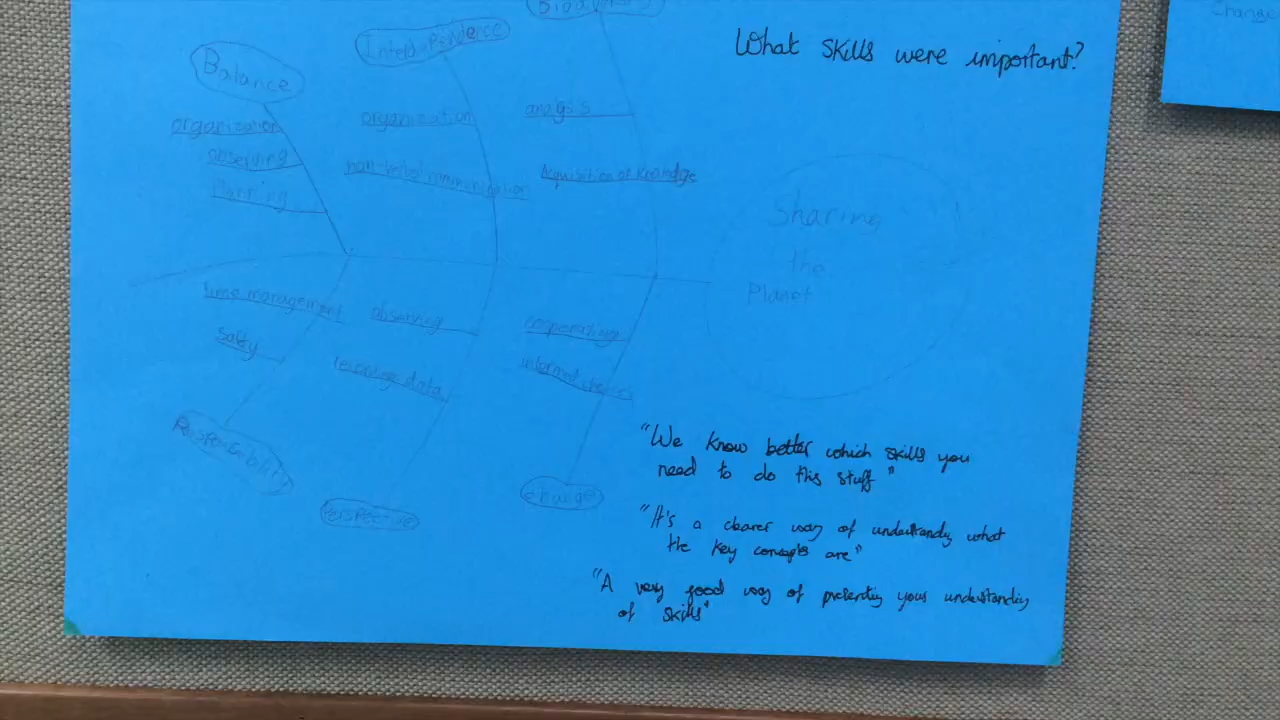 Change
What skills were important?
Interdependence
Balance
organization
organization
analysis
observing
non-verbal communication
Acquisition of knowledge
Planning
Sharing
the
Planet
time management
observing
cooperating
safety
recording data
informed choices
Responsibility
Perspective
change
"We know better which skills you
need to do this stuff"
"It's a clearer way of understandig what
the key concepts are"
"A very good way of presenting your understanding
of skills"